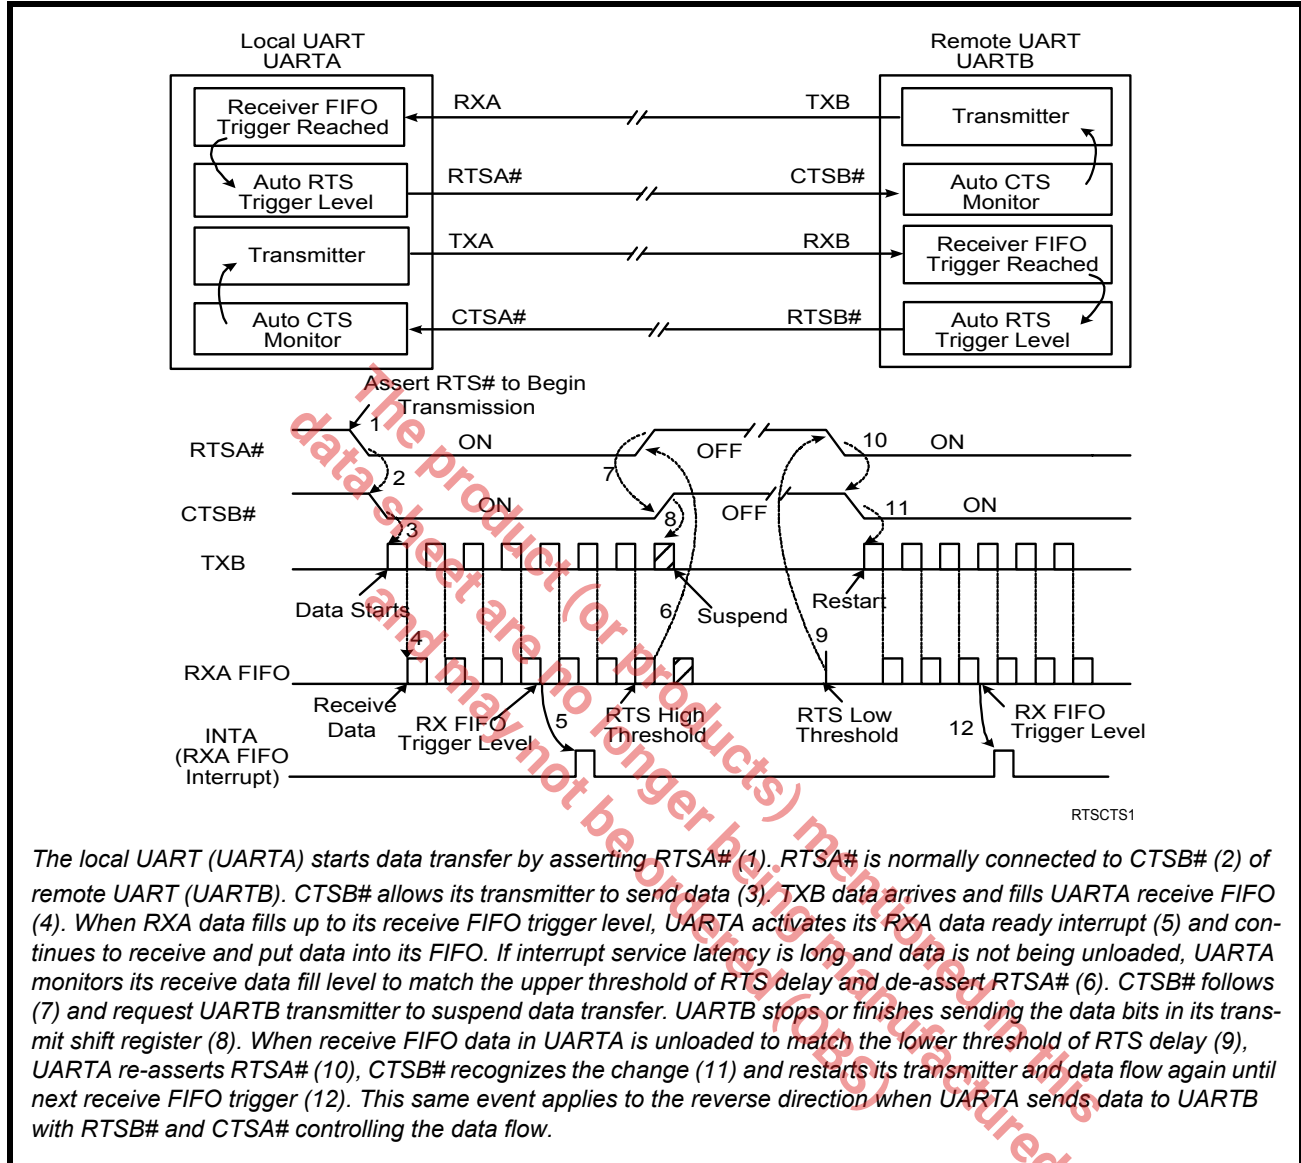 Local UART
UARTA
Remote UART
UARTB
Receiver FIFO
Trigger Reached
RXA
TXB
Transmitter
Auto RTS
Trigger Level
RTSA#
CTSB#
Auto CTS
Monitor
Transmitter
TXA
RXB
Receiver FIFO
Trigger Reached
Auto CTS
Monitor
CTSA#
RTSB#
Auto RTS
Trigger Level
Assert RTS# to Begin
Transmission
1
RTSA#
ON
OFF
10
ON
2
7
CTSB#
ON
8
OFF
11
ON
3
TXB
Data Starts
6
Suspend
Restart
4
9
RXA FIFO
Receive
Data
RX FIFO
Trigger Level
5
RTS High
Threshold
RTS Low
Threshold
12
RX FIFO
Trigger Level
INTA
(RXA FIFO
Interrupt)
RTSCTS1
The local UART (UARTA) starts data transfer by asserting RTSA# (1). RTSA# is normally connected to CTSB# (2) of
remote UART (UARTB). CTSB# allows its transmitter to send data (3). TXB data arrives and fills UARTA receive FIFO
(4). When RXA data fills up to its receive FIFO trigger level, UARTA activates its RXA data ready interrupt (5) and con-
tinues to receive and put data into its FIFO. If interrupt service latency is long and data is not being unloaded, UARTA
monitors its receive data fill level to match the upper threshold of RTS delay and de-assert RTSA# (6). CTSB# follows
(7) and request UARTB transmitter to suspend data transfer. UARTB stops or finishes sending the data bits in its trans-
mit shift register (8). When receive FIFO data in UARTA is unloaded to match the lower threshold of RTS delay (9),
UARTA re-asserts RTSA# (10), CTSB# recognizes the change (11) and restarts its transmitter and data flow again until
next receive FIFO trigger (12). This same event applies to the reverse direction when UARTA sends data to UARTB
with RTSB# and CTSA# controlling the data flow.
The product (or products) mentioned in this
data sheet are no longer being manufactured
and may not be ordered (OBS)